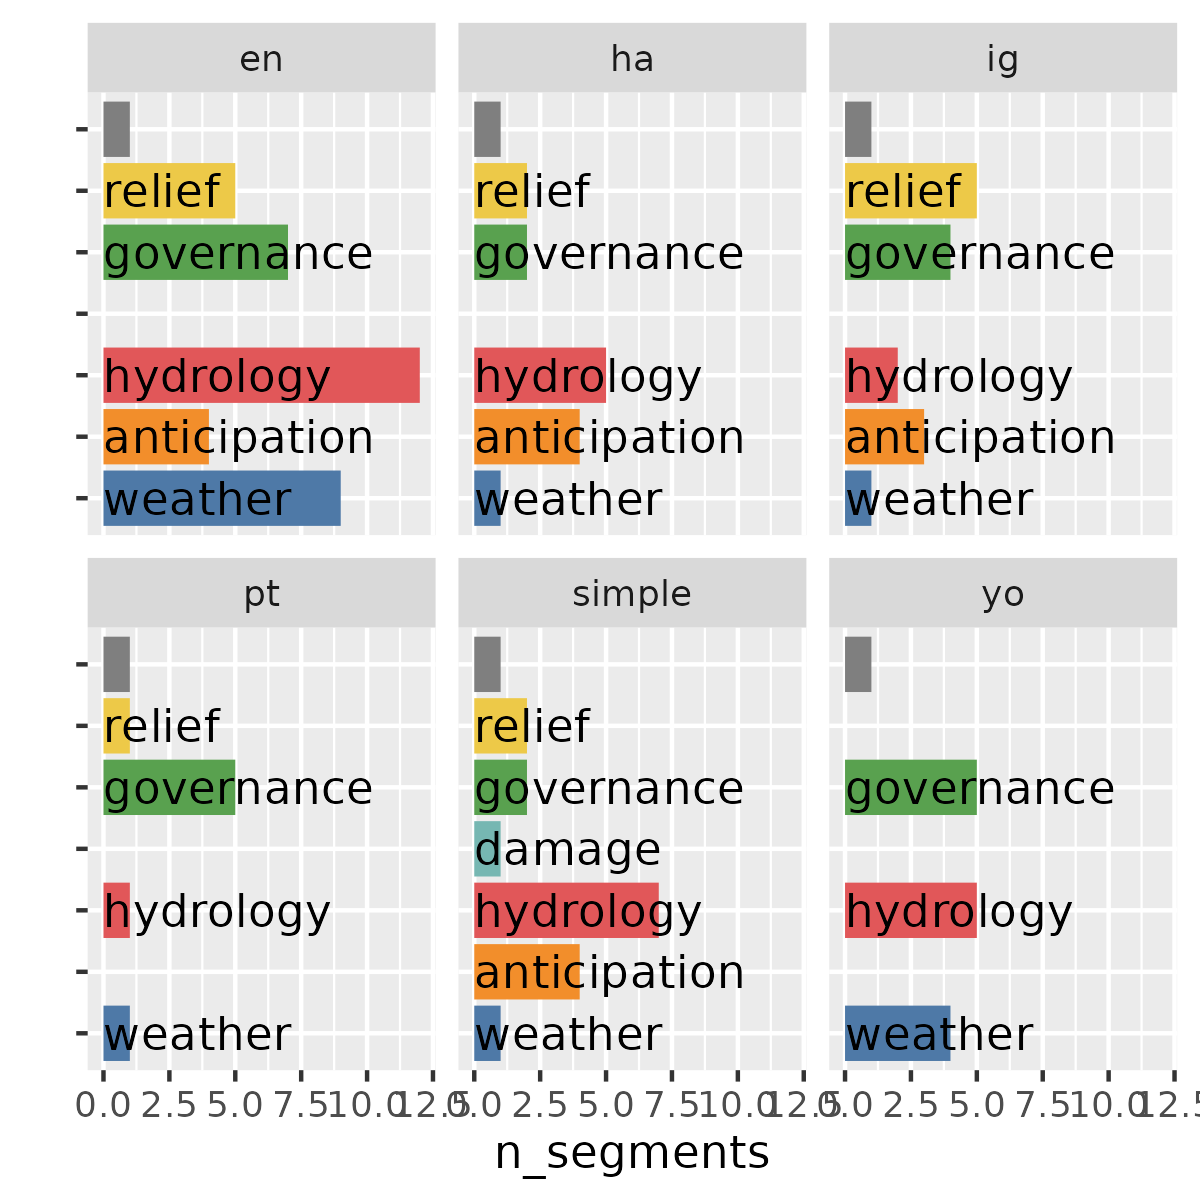 en
relief
governance
hydrology
anticipation
weather
ha
relief
governance
hydrology
anticipation
weather
ig
relief
governance
hydrology
anticipation
weather
pt
relief
governance
hydrology
weather
simple
relief
governance
damage
hydrology
anticipation
weather
yo
governance
hydrology
weather
0.0 2.5 5.0 7.5 10.0 12.5
0.0 2.5 5.0 7.5 10.0 12.5
0.0 2.5 5.0 7.5 10.0 12.5
n_segments